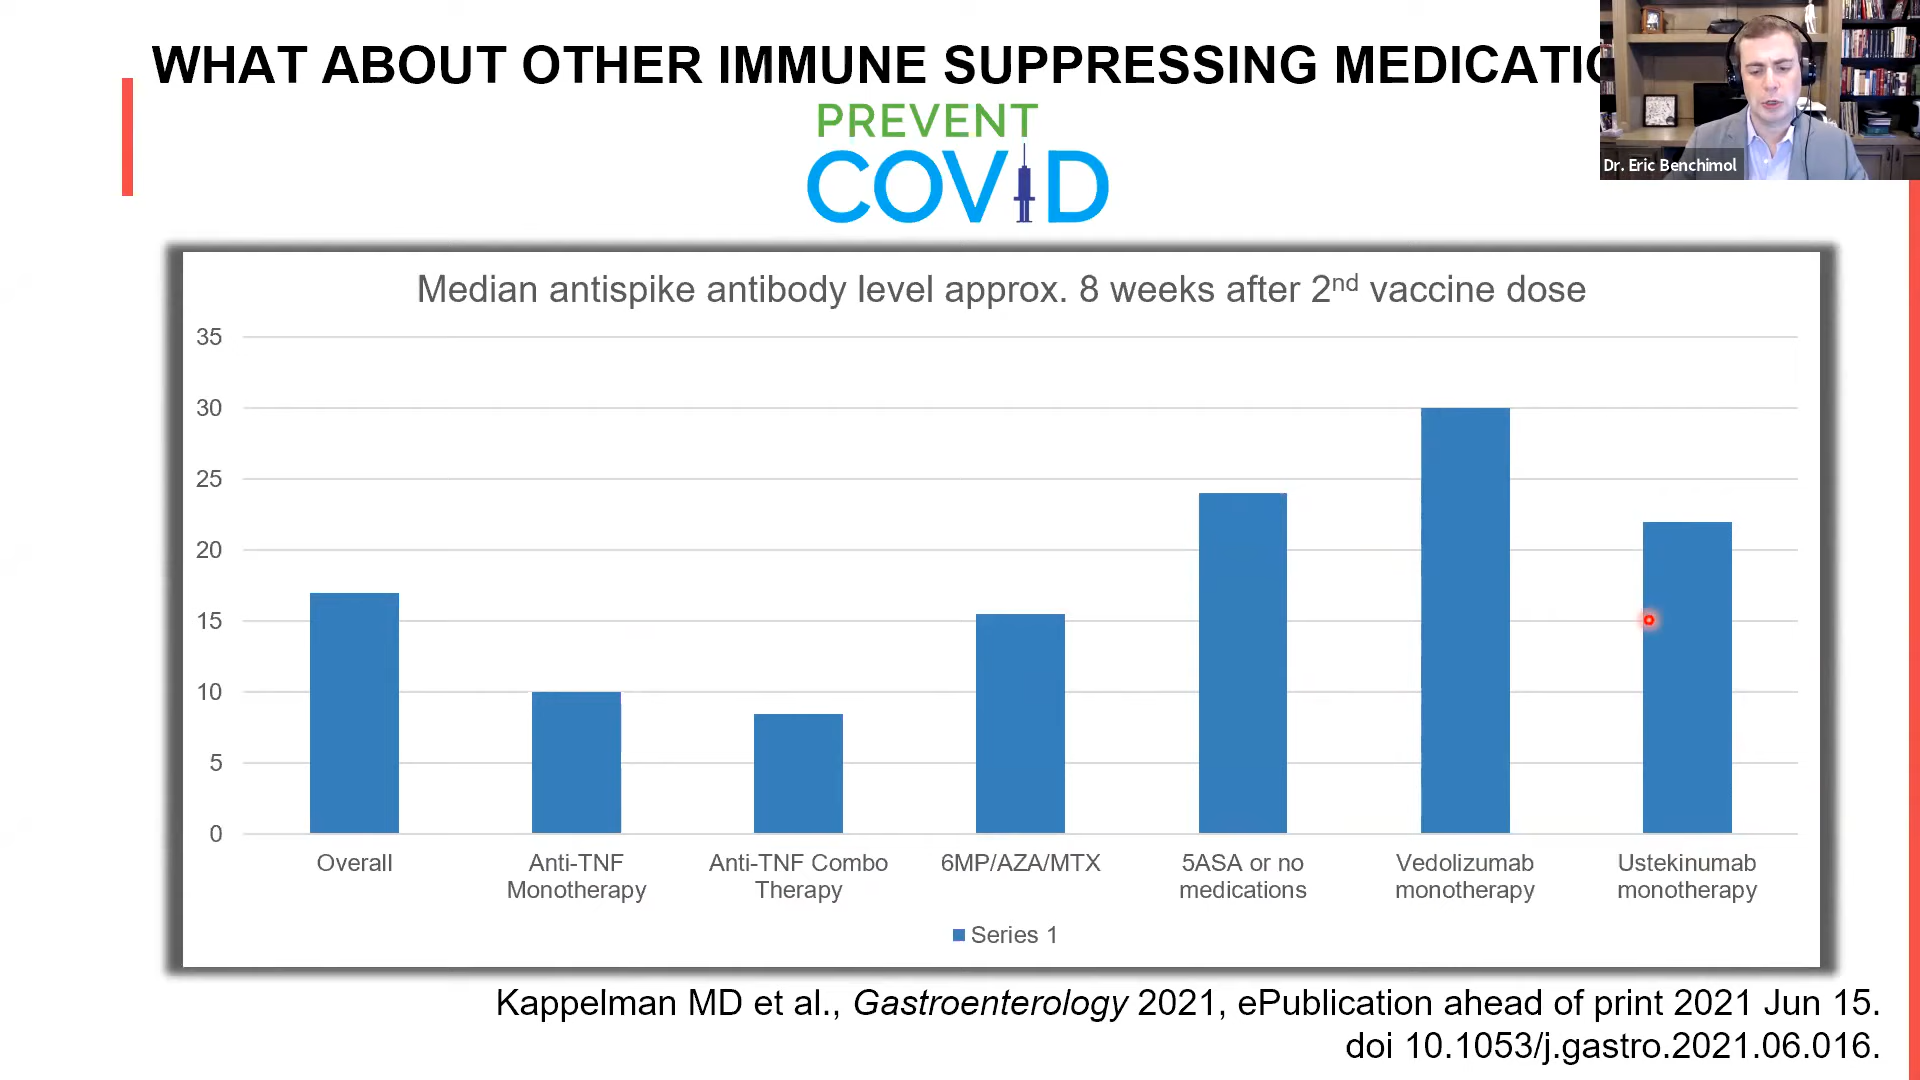 WHAT ABOUT OTHER IMMUNE SUPPRESSING MEDICATIO
PREVENT
COVID
Dr. Eric Benchimol
Median antispike antibody level approx. 8 weeks after 2nd vaccine dose
35
30
25
20
15
10
5
0
Overall
Anti-TNF
Monotherapy
Anti-TNF Combo
Therapy
6MP/AZA/MTX
5ASA or no
medications
Vedolizumab
monotherapy
Ustekinumab
monotherapy
Series 1
Kappelman MD et al., Gastroenterology 2021, ePublication ahead of print 2021 Jun 15.
doi 10.1053/j.gastro.2021.06.016.